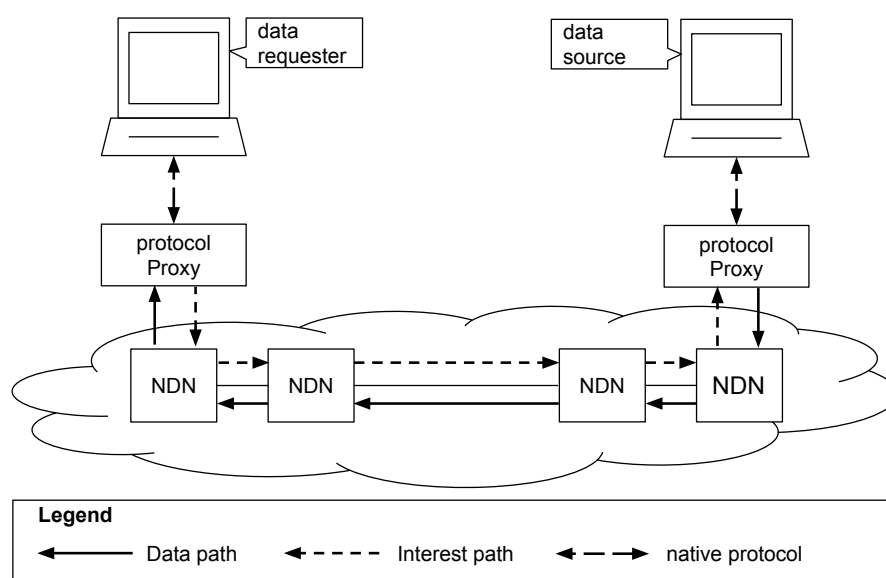 data
requester
data
source
protocol
Proxy
protocol
Proxy
NDN
NDN
NDN
NDN
Legend
Data path
Interest path
native protocol